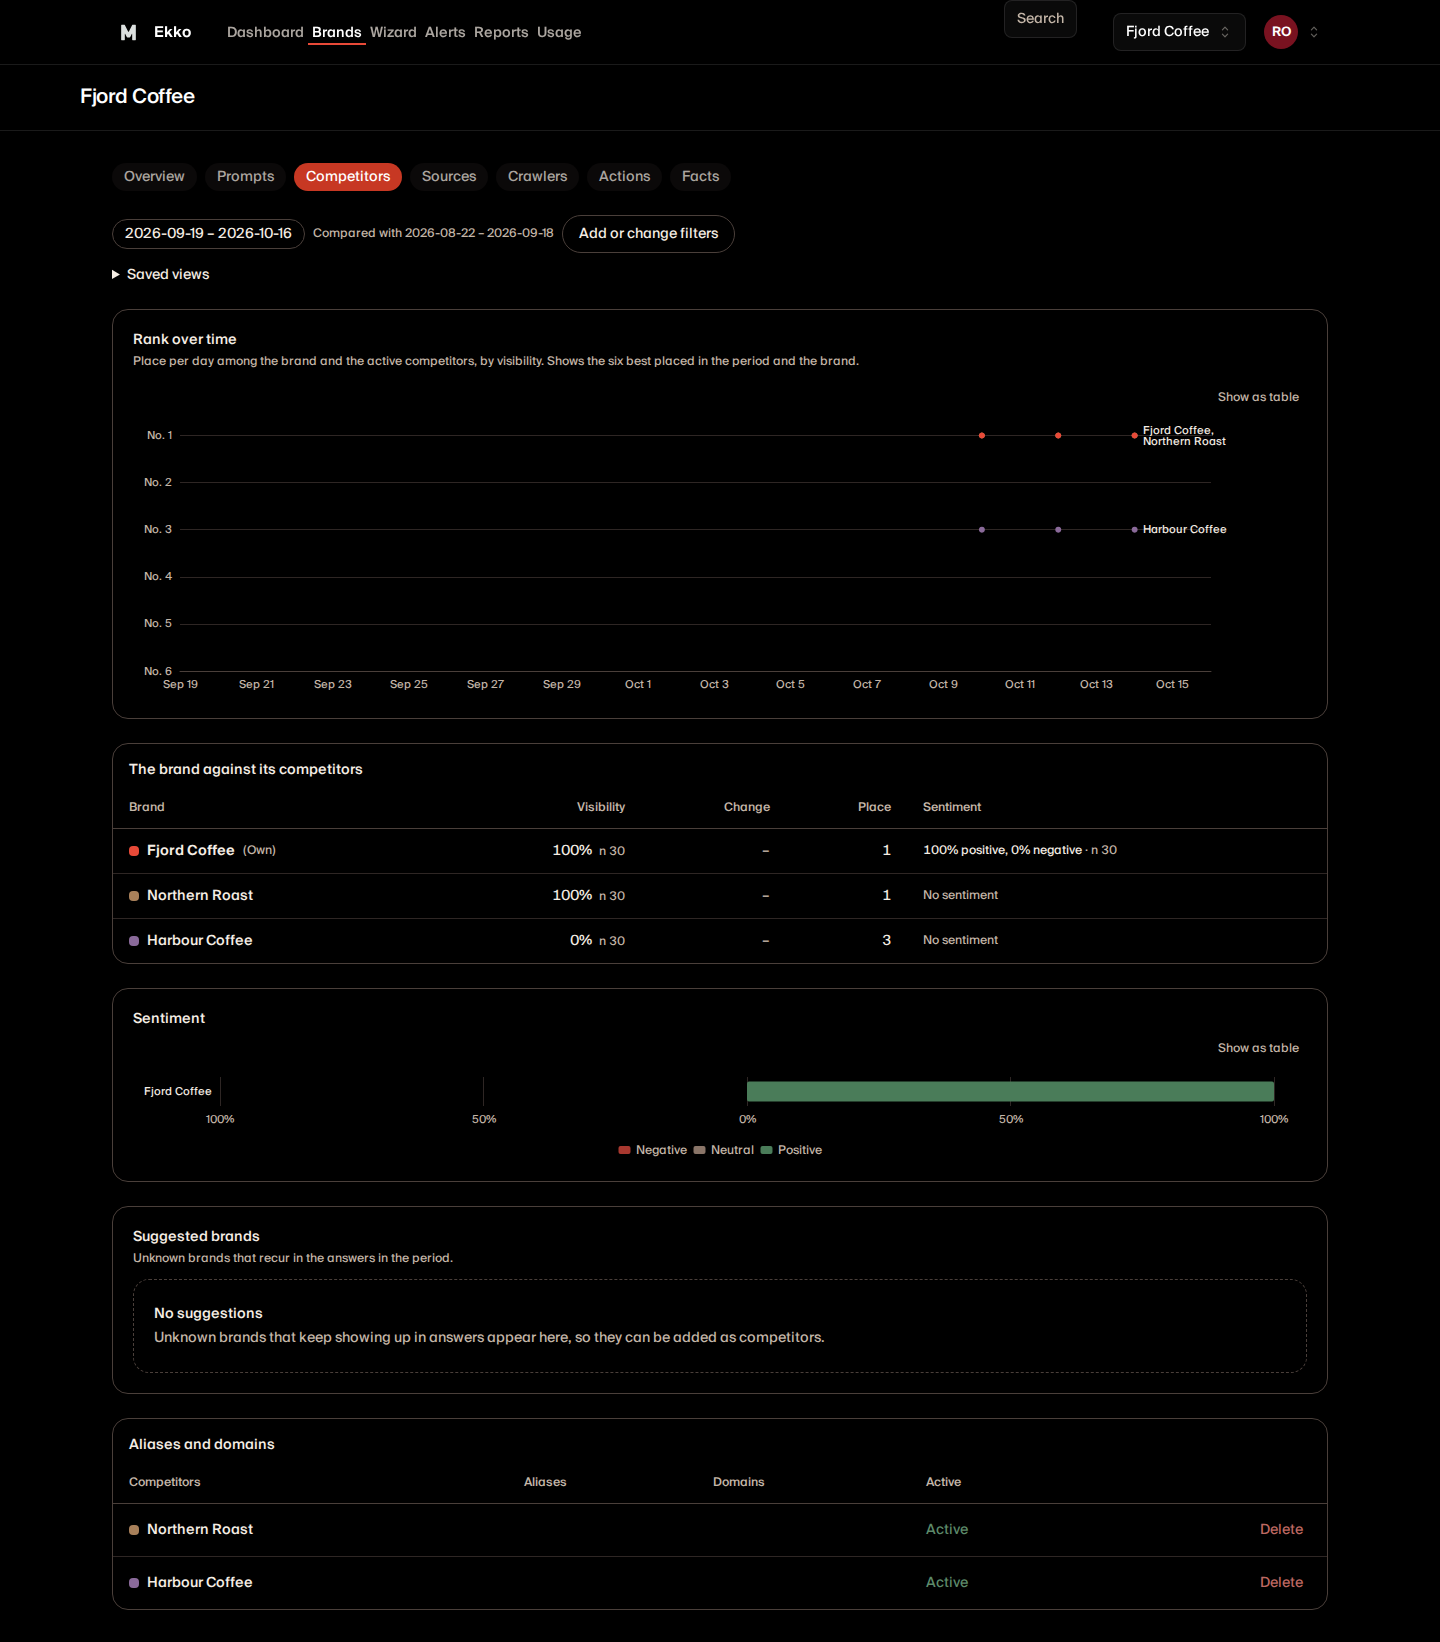 Ekko
Dashboard Brands Wizard Alerts Reports Usage
Search
Fjord Coffee
RO
Fjord Coffee
Overview Prompts Competitors Sources Crawlers Actions Facts
2026-09-19 – 2026-10-16 Compared with 2026-08-22 – 2026-09-18 Add or change filters
Saved views
Rank over time
Place per day among the brand and the active competitors, by visibility. Shows the six best placed in the period and the brand.
Show as table
No. 1
Fjord Coffee,
Northern Roast
No. 2
No. 3
Harbour Coffee
No. 4
No. 5
No. 6
Sep 19 Sep 21 Sep 23 Sep 25 Sep 27 Sep 29 Oct 1 Oct 3 Oct 5 Oct 7 Oct 9 Oct 11 Oct 13 Oct 15
The brand against its competitors
Brand Visibility Change Place Sentiment
Fjord Coffee (Own) 100% n 30 – 1 100% positive, 0% negative · n 30
Northern Roast 100% n 30 – 1 No sentiment
Harbour Coffee 0% n 30 – 3 No sentiment
Sentiment
Show as table
Fjord Coffee
100% 50% 0% 50% 100%
Negative Neutral Positive
Suggested brands
Unknown brands that recur in the answers in the period.
No suggestions
Unknown brands that keep showing up in answers appear here, so they can be added as competitors.
Aliases and domains
Competitors Aliases Domains Active
Northern Roast Active Delete
Harbour Coffee Active Delete